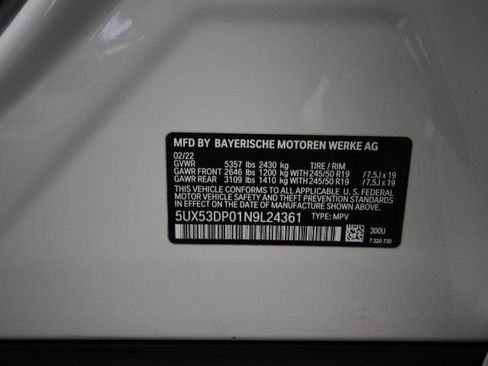 MFD BY BAYERISCHE MOTOREN WERKE AG
02/22
GVWR 5357 lbs 2430 kg TIRE / RIM
GAWR FRONT 2646 lbs 1200 kg WITH 245/50 R19 /7.5J x 19
GAWR REAR 3109 lbs 1410 kg WITH 245/50 R19 /7.5J x 19
THIS VEHICLE CONFORMS TO ALL APPLICABLE U. S. FEDERAL
MOTOR VEHICLE SAFETY STANDARDS IN EFFECT ON THE
DATE OF MANUFACTURE SHOWN ABOVE.
5UX53DP01N9L24361 TYPE: MPV
300U
7 320 730